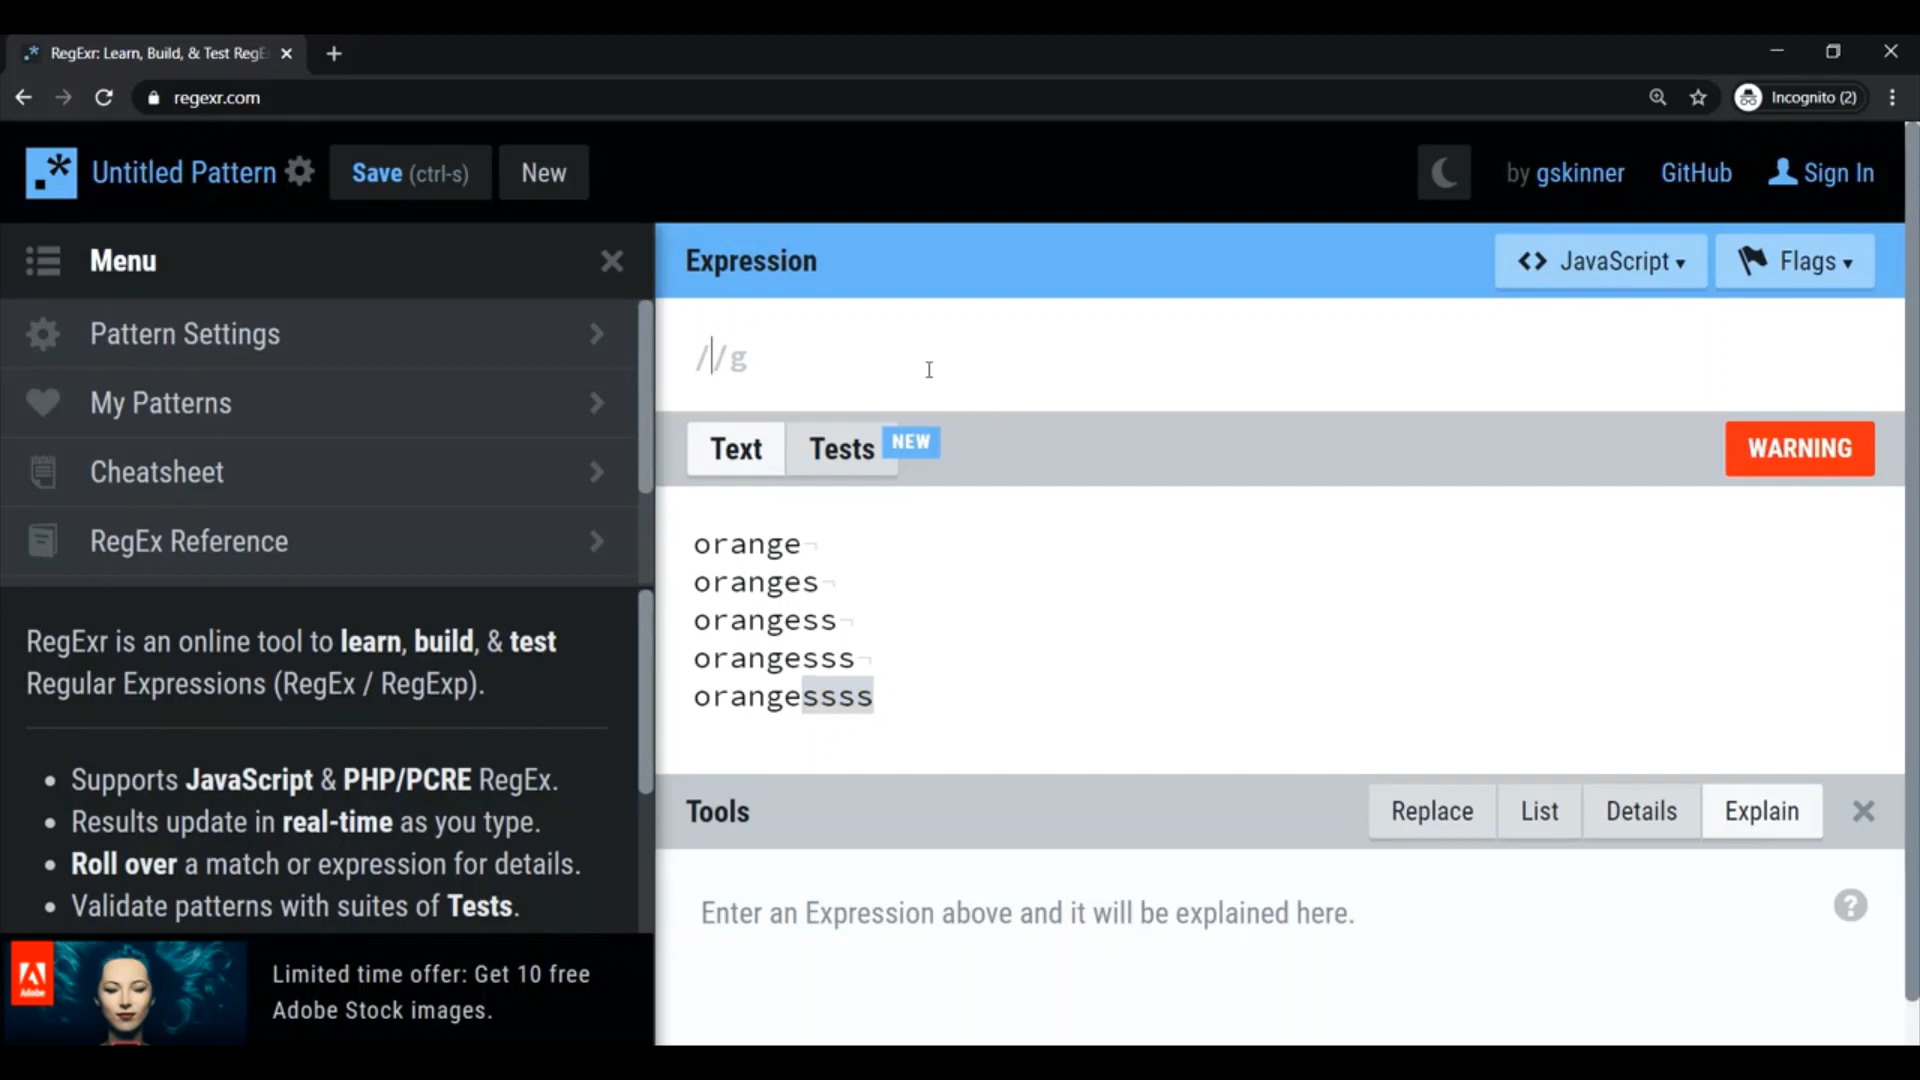 RegExr: Learn, Build, & Test RegE
regexr.com
Incognito (2)
.*
Untitled Pattern
Save (ctrl-s)
New
by gskinner
GitHub
Sign In
Menu
Expression
<> JavaScript
Flags
Pattern Settings
//g
My Patterns
Text
Tests
NEW
WARNING
Cheatsheet
RegEx Reference
orange
oranges
orangess
orangesss
orangessss
RegExr is an online tool to learn, build, & test
Regular Expressions (RegEx / RegExp).
Supports JavaScript & PHP/PCRE RegEx.
Results update in real-time as you type.
Roll over a match or expression for details.
Validate patterns with suites of Tests.
Tools
Replace
List
Details
Explain
Enter an Expression above and it will be explained here.
?
Adobe
Limited time offer: Get 10 free
Adobe Stock images.